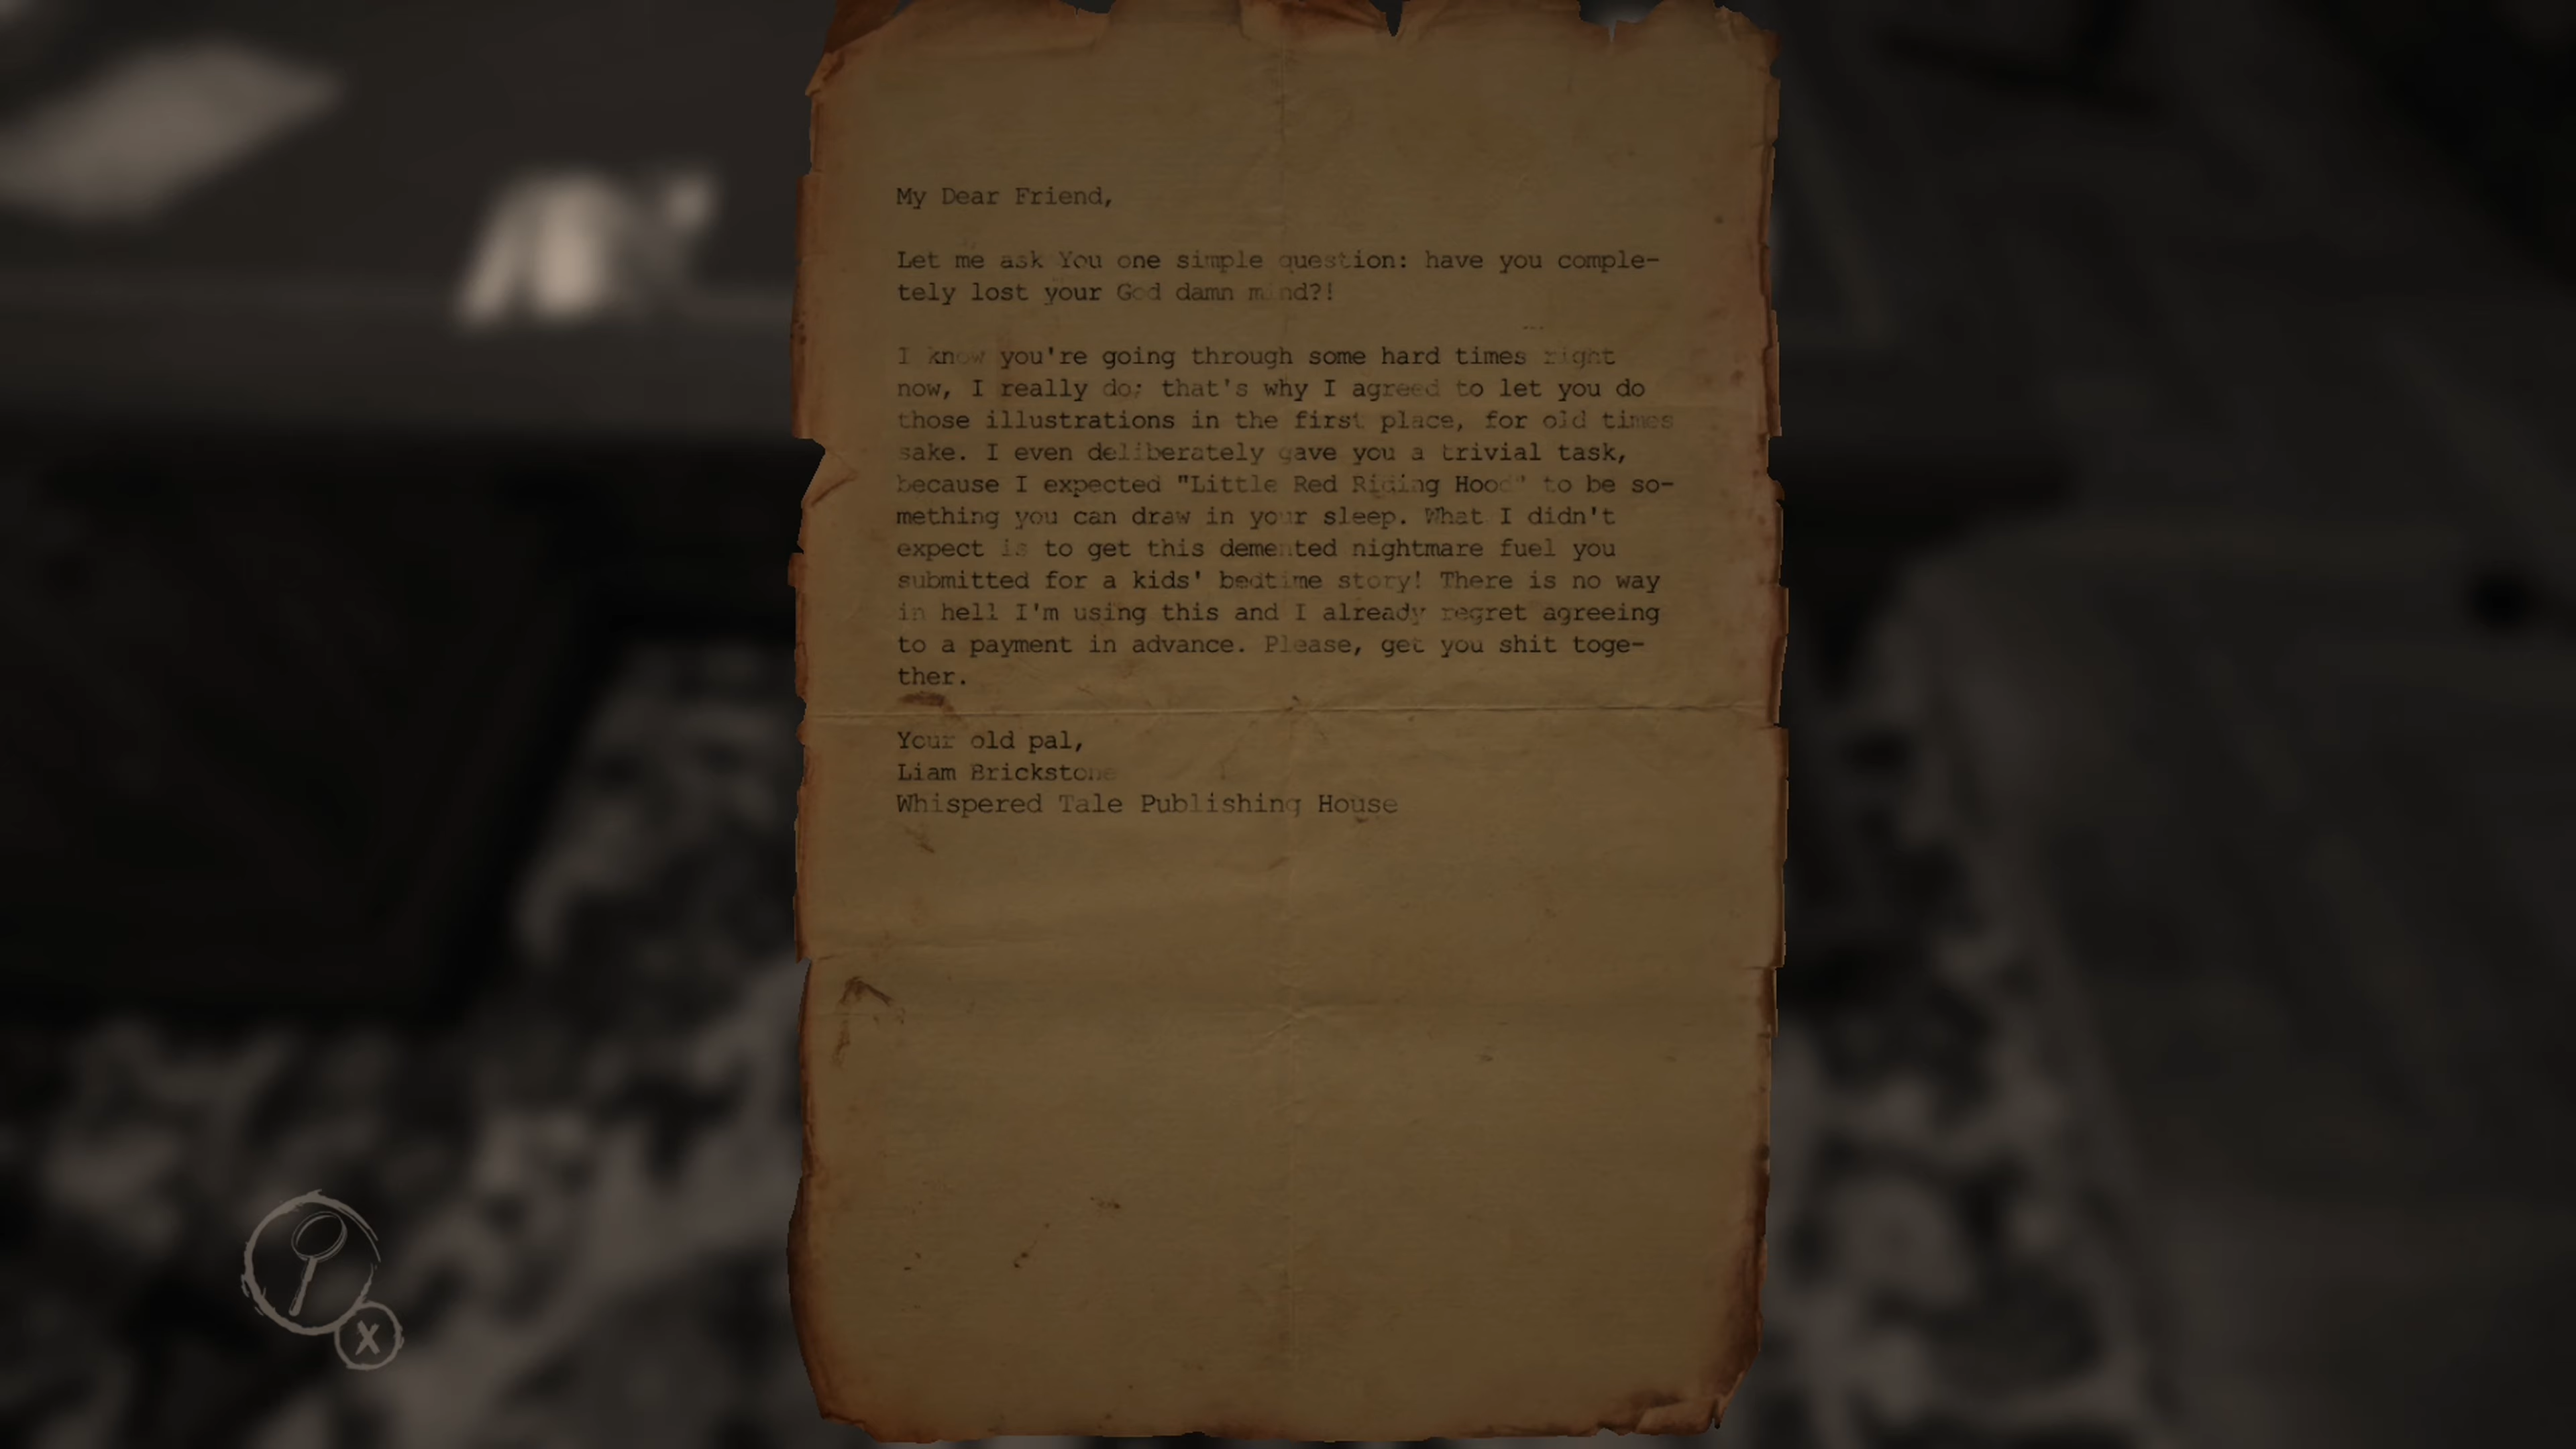 My Dear Friend,
Let me ask You one simple question: have you comple-
tely lost your God damn mind?!
I know you're going through some hard times right
now, I really do; that's why I agreed to let you do
those illustrations in the first place, for old times
sake. I even deliberately gave you a trivial task,
because I expected "Little Red Riding Hood" to be so-
mething you can draw in your sleep. What I didn't
expect is to get this demented nightmare fuel you
submitted for a kids' bedtime story! There is no way
in hell I'm using this and I already regret agreeing
to a payment in advance. Please, get you shit toge-
ther.
Your old pal,
Liam Brickstone
Whispered Tale Publishing House
X